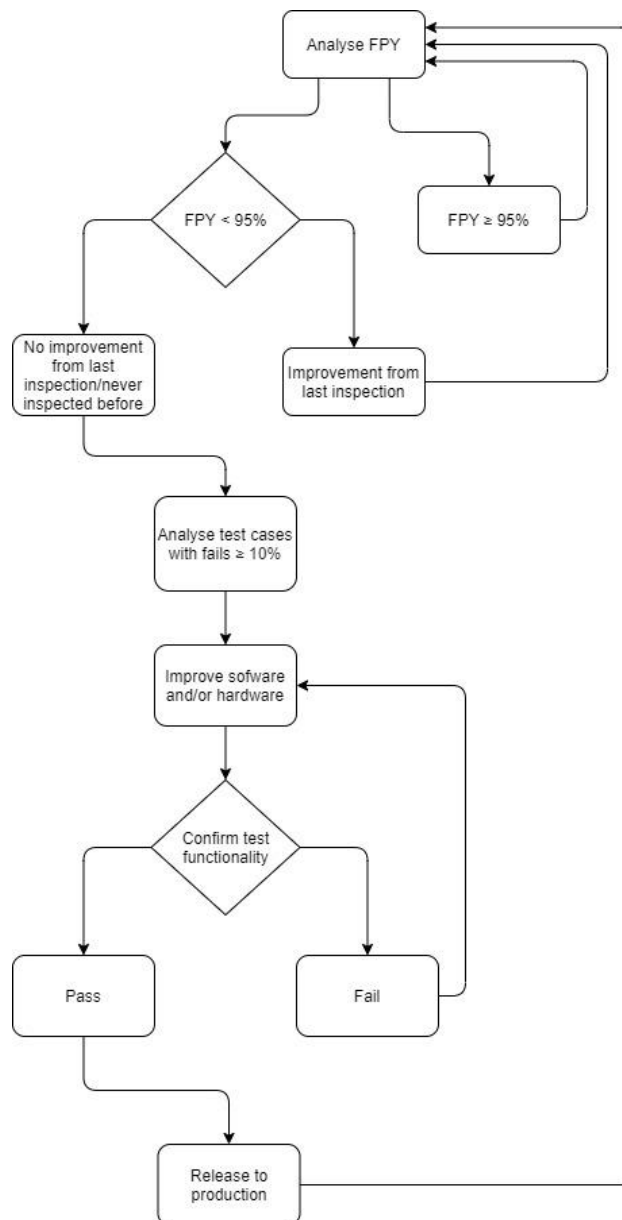 Analyse FPY
FPY < 95%
FPY ≥ 95%
No improvement
from last
inspection/never
inspected before
Improvement from
last inspection
Analyse test cases
with fails ≥ 10%
Improve sofware
and/or hardware
Confirm test
functionality
Pass
Fail
Release to
production